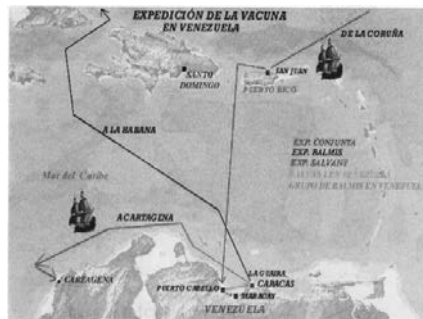 EXPEDICIÓN DE LA VACUNA
EN VENEZUELA
DE LA CORUÑA
SANTO
DOMINGO
SAN JUAN
PUERTO RICO
A LA HABANA
EXP. CONJUNTA
EXP. BALMIS
EXP. SALVANY
Mar del Caribe
GRUPO DE BALMIS EN VENEZUELA
A CARTAGENA
CARTAGENA
LA GUAIRA
CARACAS
PUERTO CABELLO
MARACAY
VENEZUELA